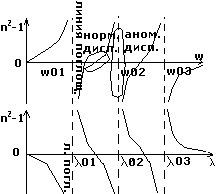 n²-1
норм. аном.
дисп. дисп.
линия поглощ.
w
0
w01
w02
w03
n²-1
0
λ01
λ02
λ03
п. погл.